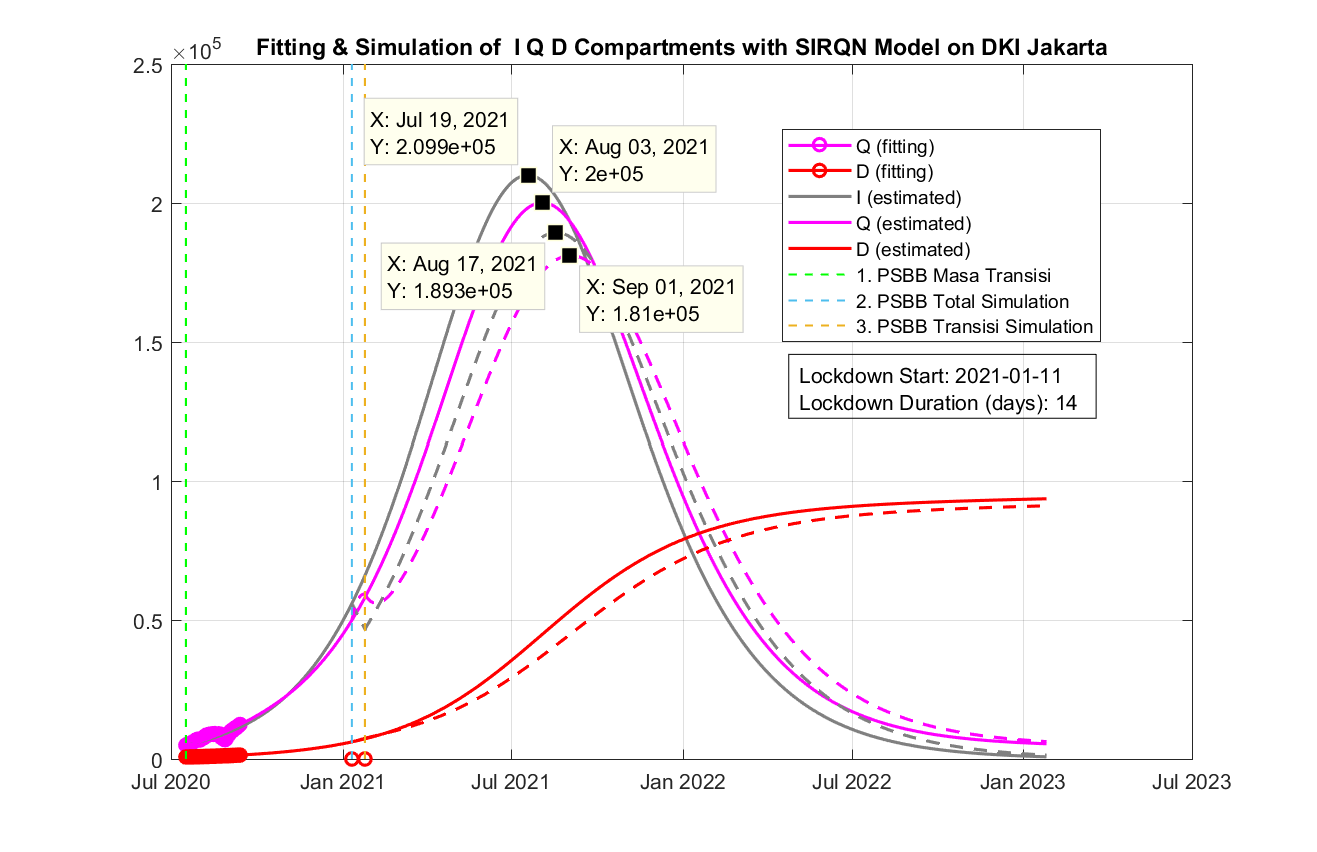 Fitting & Simulation of I Q D Compartments with SIRQN Model on DKI Jakarta
×10^5
2.5
2
1.5
1
0.5
0
X: Jul 19, 2021
Y: 2.099e+05
X: Aug 03, 2021
Y: 2e+05
X: Aug 17, 2021
Y: 1.893e+05
X: Sep 01, 2021
Y: 1.81e+05
Q (fitting)
D (fitting)
I (estimated)
Q (estimated)
D (estimated)
1. PSBB Masa Transisi
2. PSBB Total Simulation
3. PSBB Transisi Simulation
Lockdown Start: 2021-01-11
Lockdown Duration (days): 14
Jul 2020
Jan 2021
Jul 2021
Jan 2022
Jul 2022
Jan 2023
Jul 2023